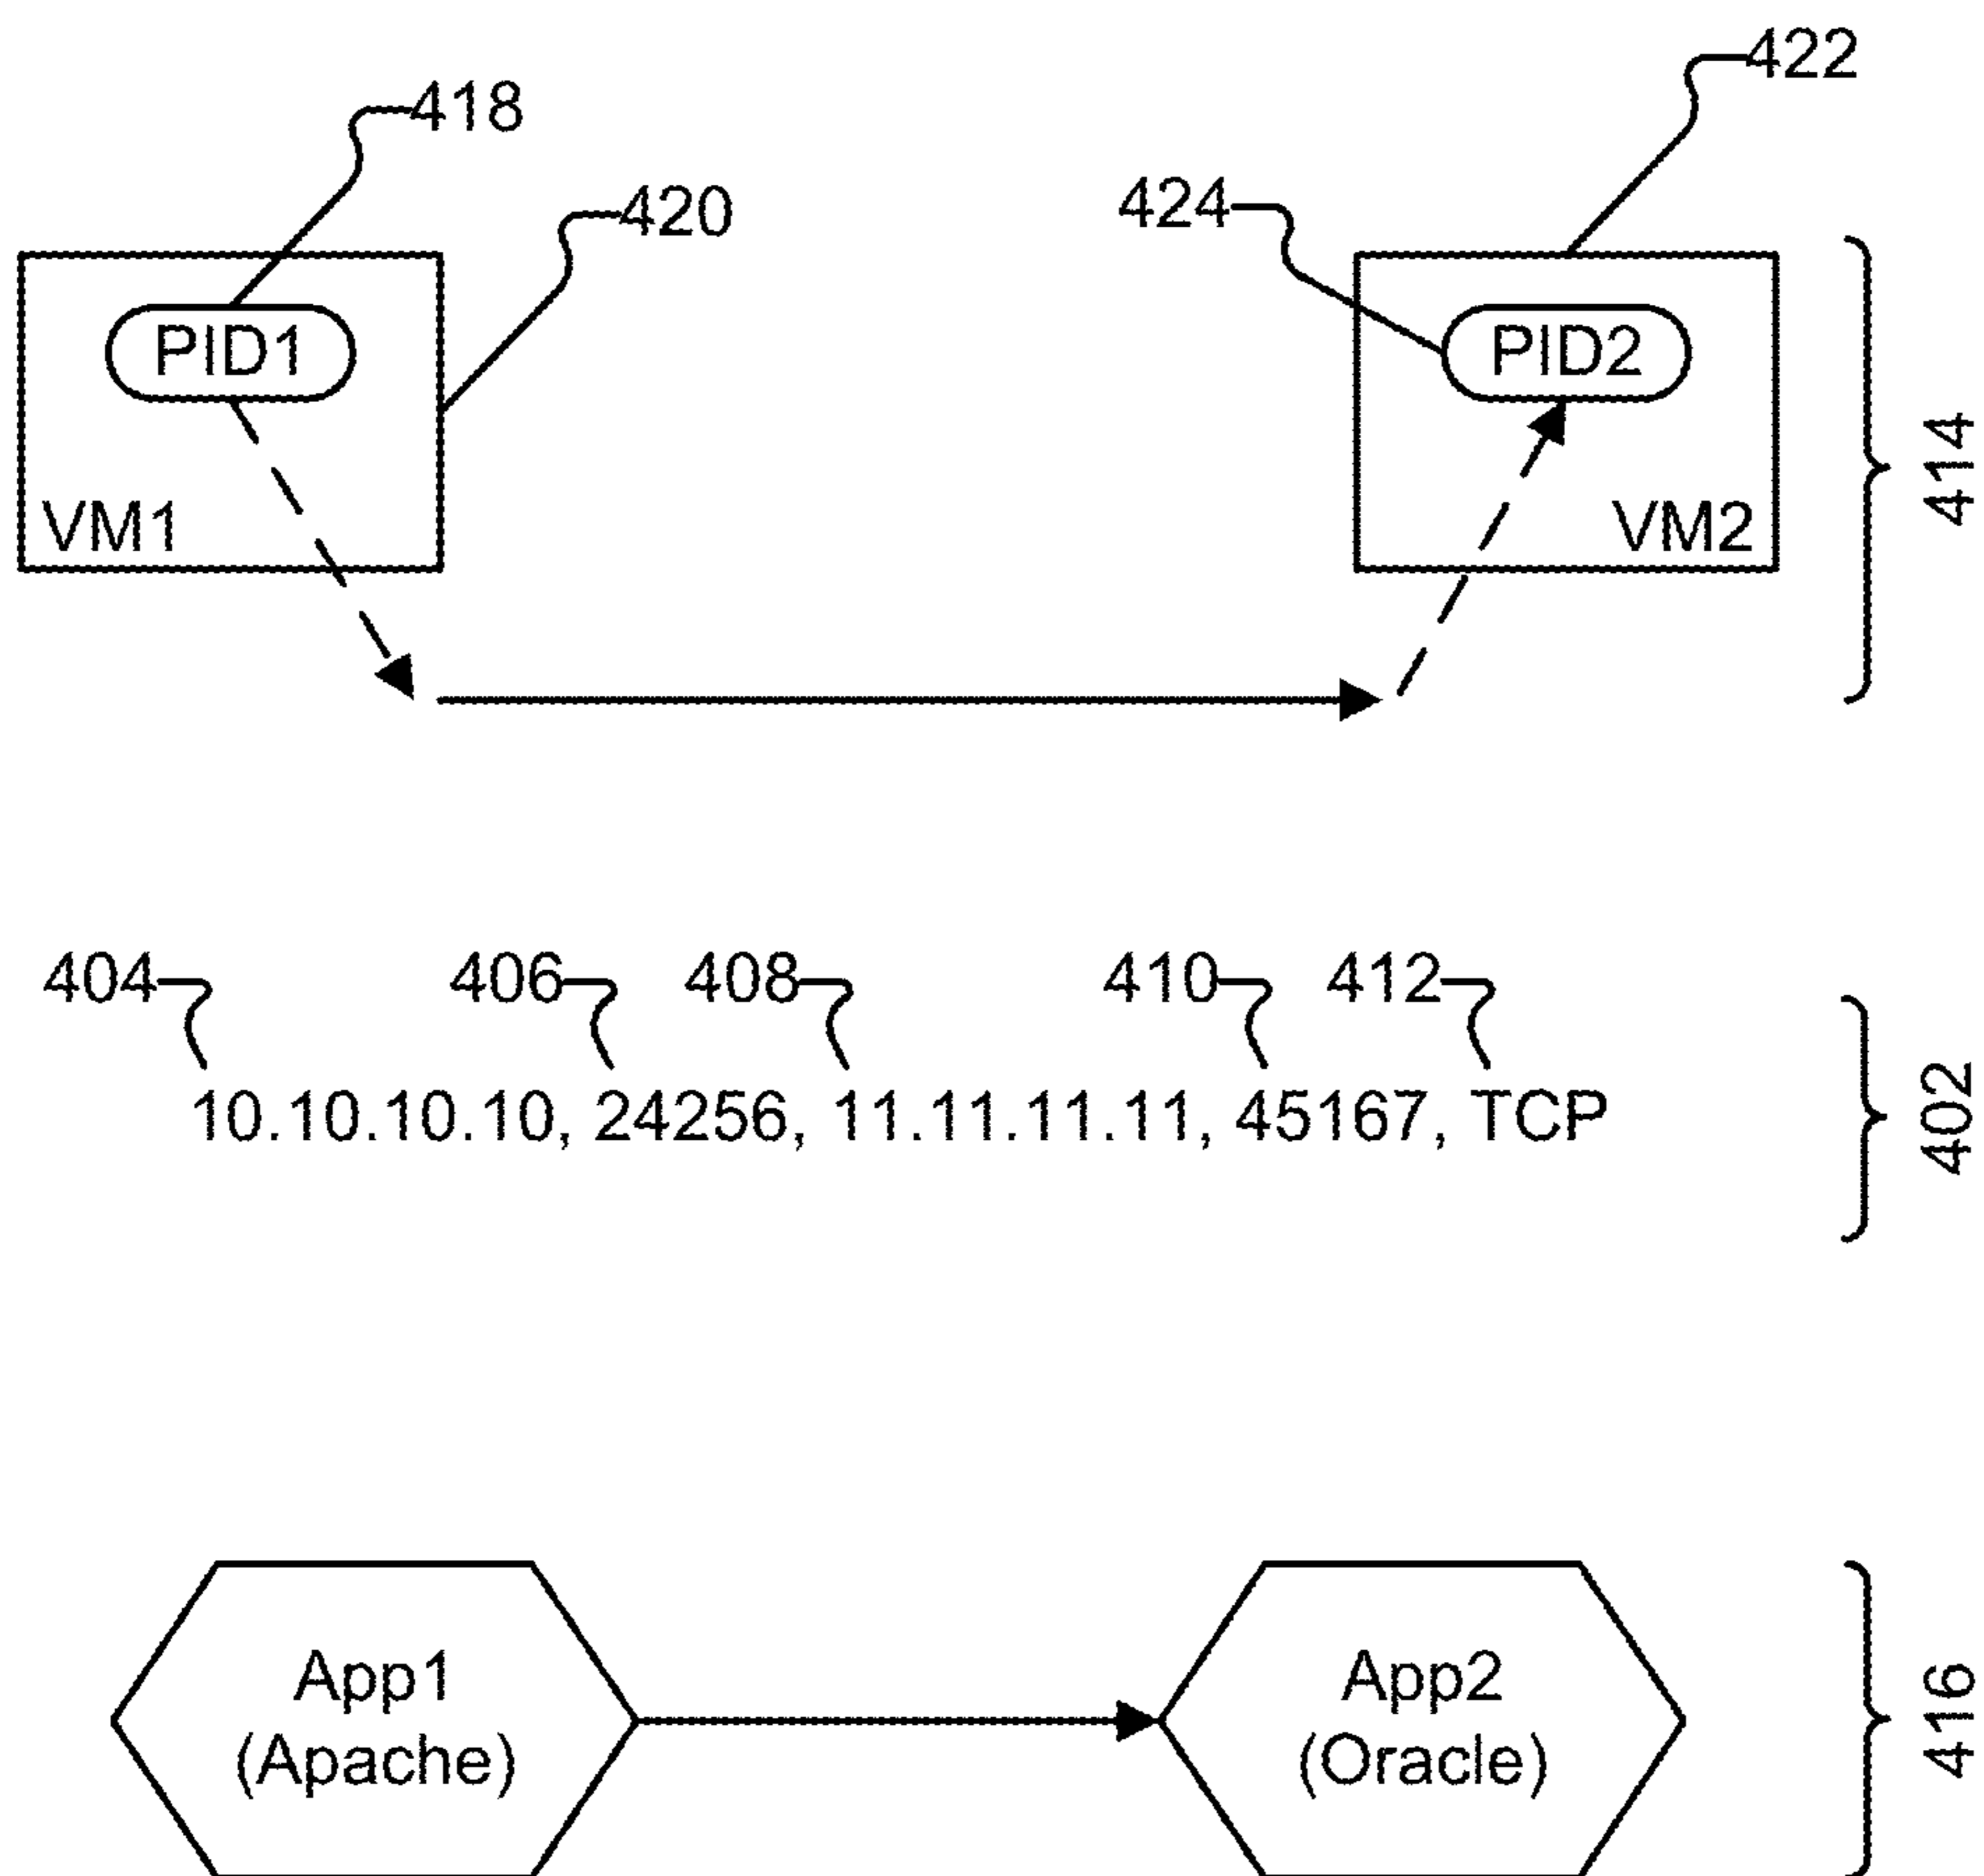 422
418
420
424
PID1
PID2
VM1
VM2
414
404 406 408 410 412
10.10.10.10, 24256, 11.11.11.11, 45167, TCP
402
App1
(Apache)
App2
(Oracle)
416